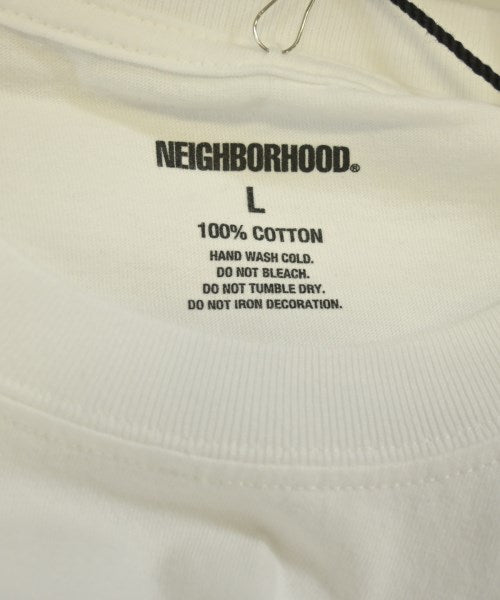 NEIGHBORHOOD®
L
100% COTTON
HAND WASH COLD.
DO NOT BLEACH.
DO NOT TUMBLE DRY.
DO NOT IRON DECORATION.